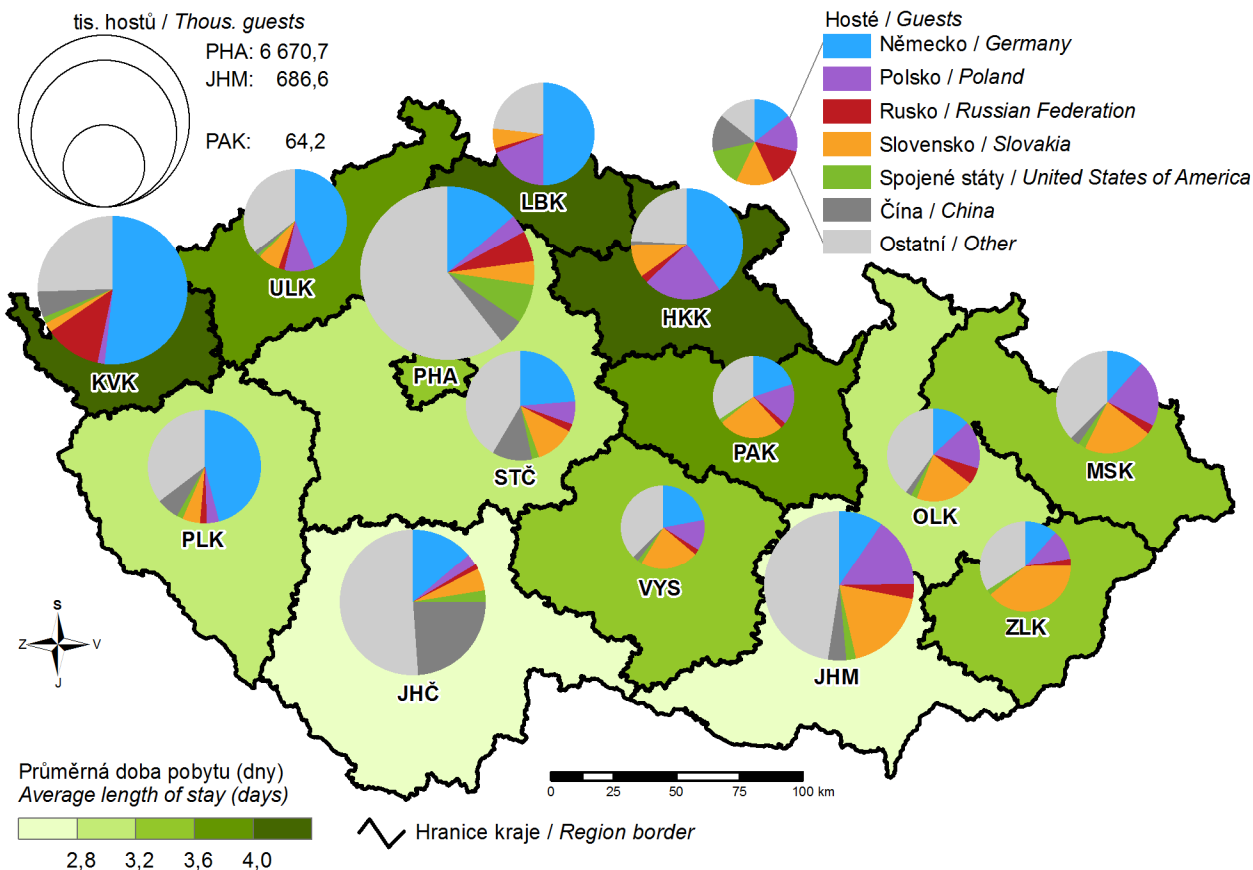 tis. hostů / Thous. guests
PHA: 6 670,7
JHM: 686,6
PAK: 64,2
Hosté / Guests
Německo / Germany
Polsko / Poland
Rusko / Russian Federation
Slovensko / Slovakia
Spojené státy / United States of America
Čína / China
Ostatní / Other
LBK
ULK
HKK
KVK
PHA
STČ
PAK
MSK
OLK
PLK
VYS
ZLK
JHM
JHČ
S
Z V
J
Průměrná doba pobytu (dny)
Average length of stay (days)
2,8 3,2 3,6 4,0
Hranice kraje / Region border
0 25 50 75 100 km